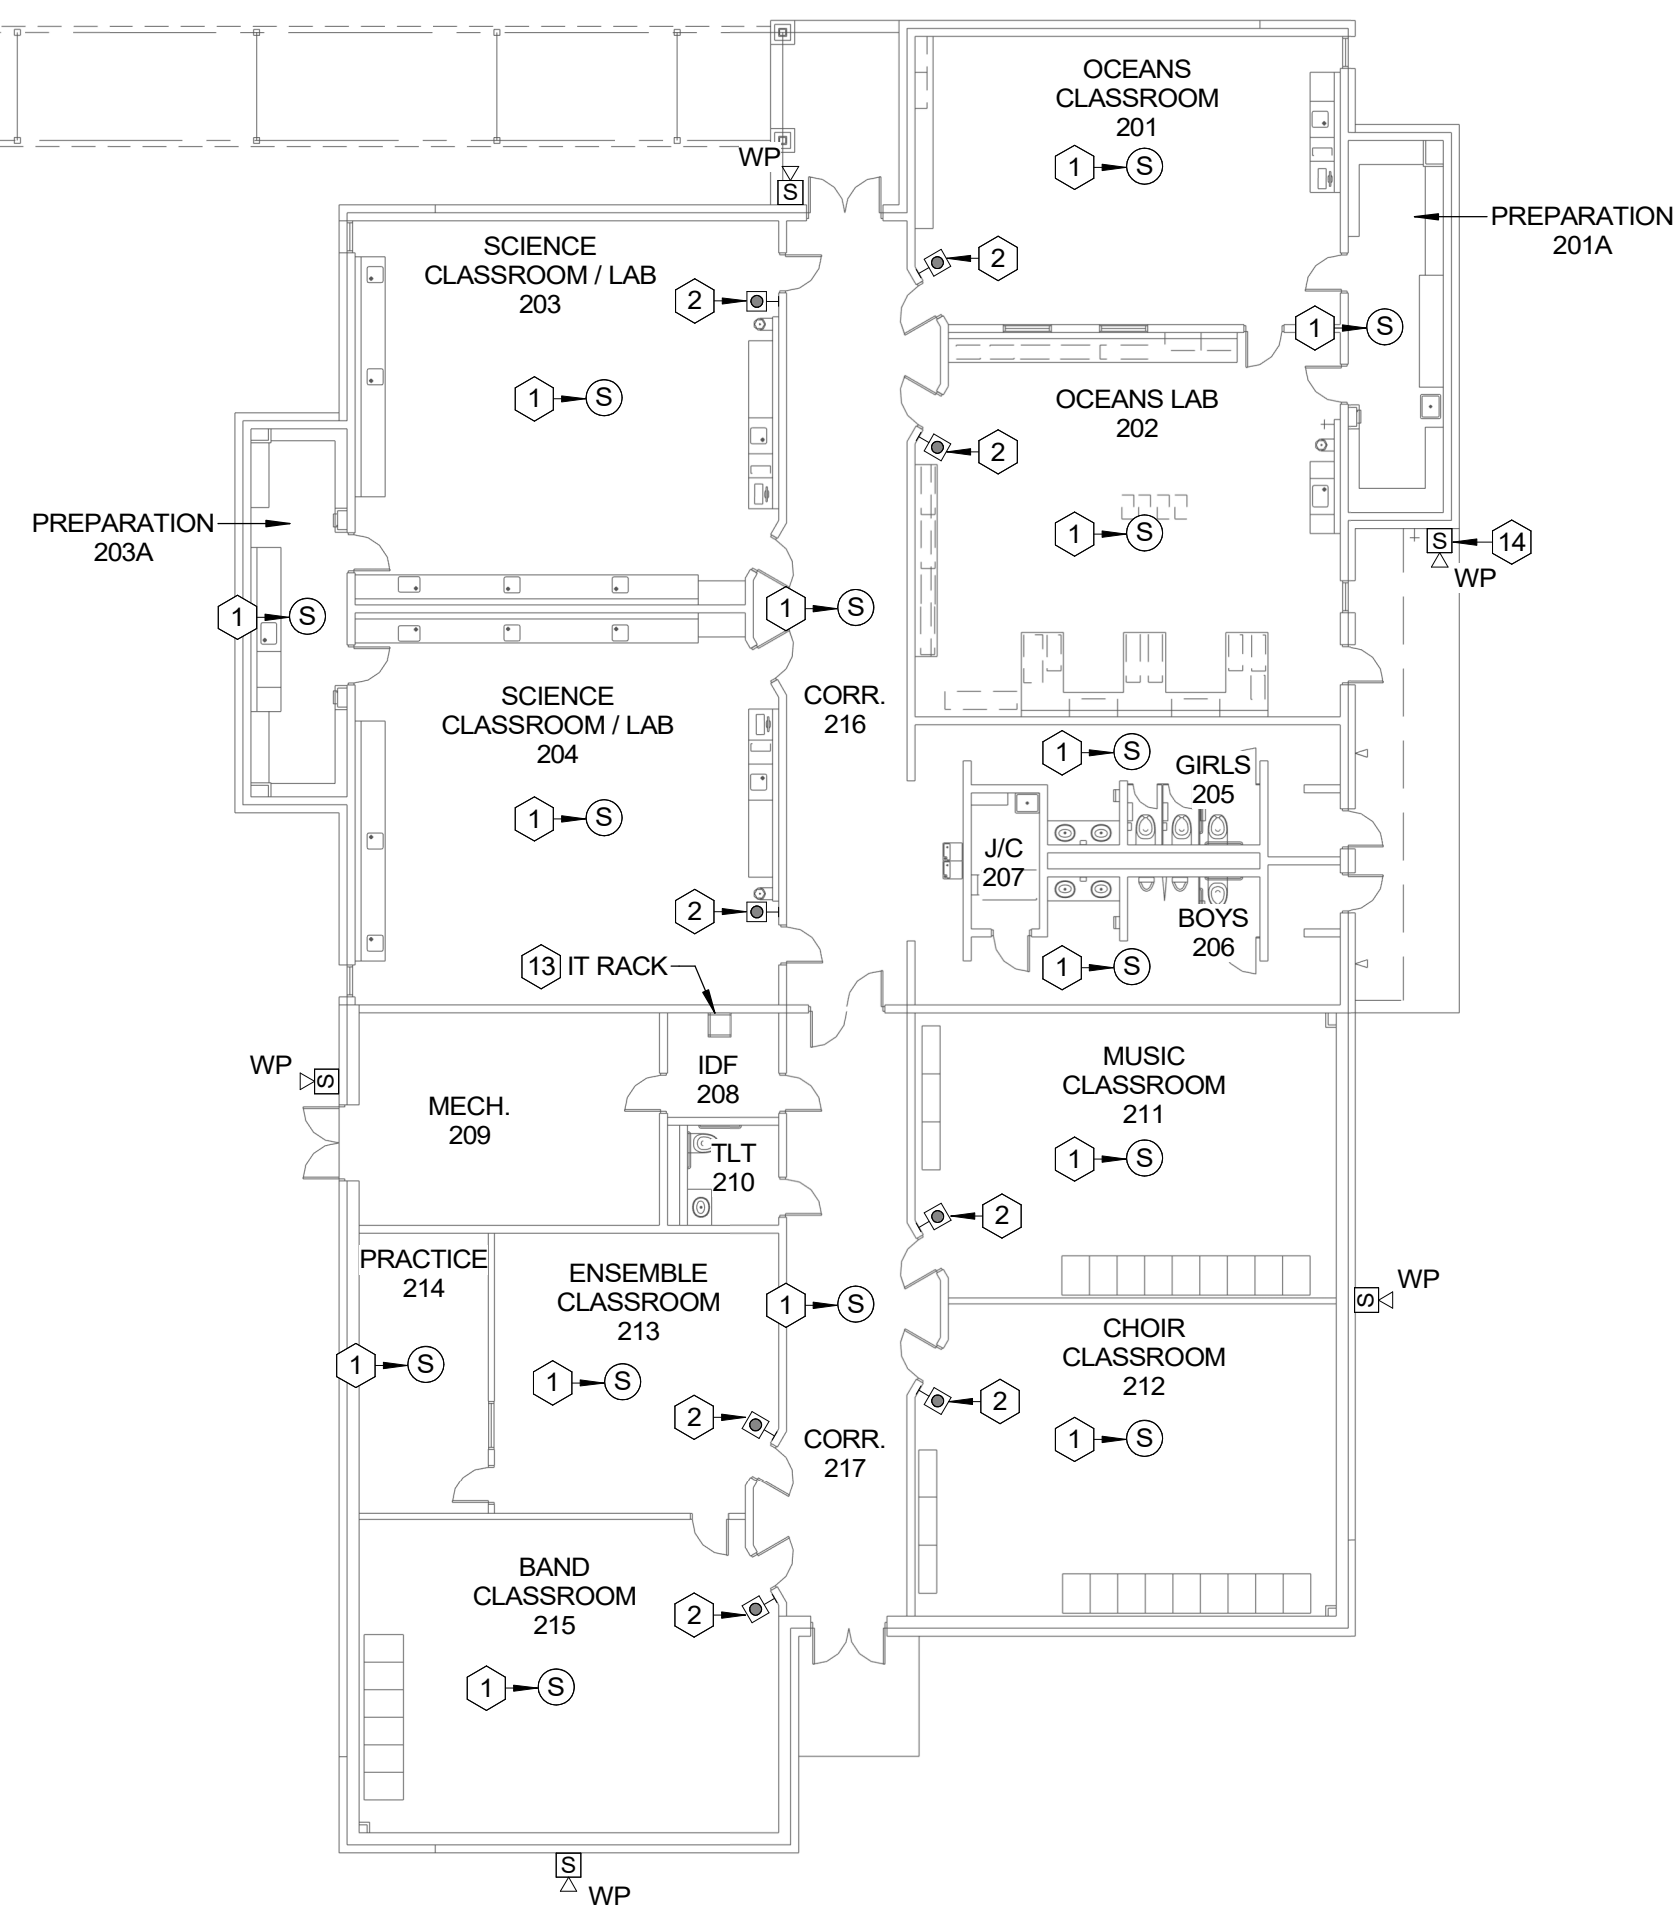 OCEANS
CLASSROOM
201
1 S
WP
S
PREPARATION
201A
SCIENCE
CLASSROOM / LAB
203
2
2
1 S
1 S
OCEANS LAB
202
2
PREPARATION
203A
1 S
S 14
WP
1 S
1 S
SCIENCE
CLASSROOM / LAB
204
CORR.
216
1 S
GIRLS
205
1 S
J/C
207
2
BOYS
206
13 IT RACK
1 S
WP
S
IDF
208
MECH.
209
MUSIC
CLASSROOM
211
TLT
210
1 S
2
PRACTICE
214
ENSEMBLE
CLASSROOM
213
1 S
S
WP
CHOIR
CLASSROOM
212
1 S
1 S
2
2
CORR.
217
1 S
BAND
CLASSROOM
215
2
1 S
S
WP